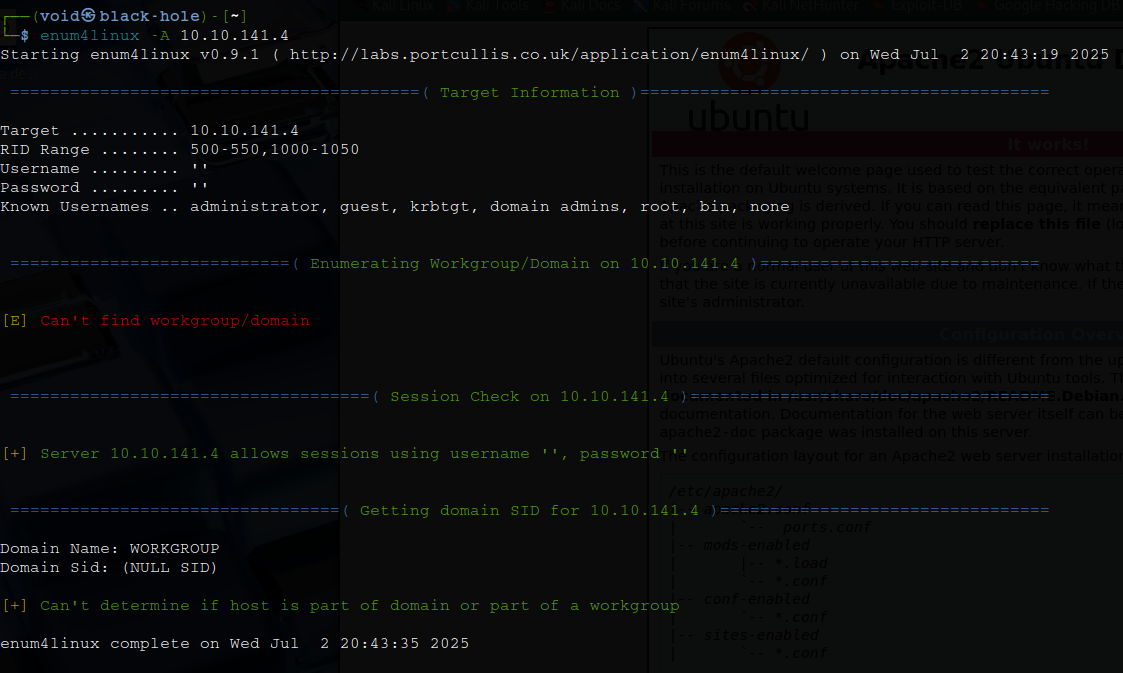 ┌──(void㉿black-hole)-[~]
└─$ enum4linux -A 10.10.141.4
Starting enum4linux v0.9.1 ( http://labs.portcullis.co.uk/application/enum4linux/ ) on Wed Jul  2 20:43:19 2025
=========================================( Target Information )=========================================
Target ........... 10.10.141.4
RID Range ........ 500-550,1000-1050
Username ......... ''
Password ......... ''
Known Usernames .. administrator, guest, krbtgt, domain admins, root, bin, none
============================( Enumerating Workgroup/Domain on 10.10.141.4 )============================
[E] Can't find workgroup/domain
====================================( Session Check on 10.10.141.4 )====================================
[+] Server 10.10.141.4 allows sessions using username '', password ''
=================================( Getting domain SID for 10.10.141.4 )=================================
Domain Name: WORKGROUP
Domain Sid: (NULL SID)
[+] Can't determine if host is part of domain or part of a workgroup
enum4linux complete on Wed Jul  2 20:43:35 2025
Kali Linux Kali Tools Kali Docs Kali Forums Kali NetHunter Exploit-DB Google Hacking DB
Apache2 Ubuntu
ubuntu
It works!
This is the default welcome page used to test the correct opera
installation on Ubuntu systems. It is based on the equivalent p
is derived. If you can read this page, it mea
at this site is working properly. You should replace this file (lo
before continuing to operate your HTTP server.
know what th
that the site is currently unavailable due to maintenance. If the
site's administrator.
Configuration Overv
Ubuntu's Apache2 default configuration is different from the up
into several files optimized for interaction with Ubuntu tools. T
documentation. Documentation for the web server itself can be
apache2-doc package was installed on this server.
The configuration layout for an Apache2 web server installation
/etc/apache2/
`-- ports.conf
|-- mods-enabled
|       |-- *.load
|       `-- *.conf
|-- conf-enabled
|       `-- *.conf
|-- sites-enabled
|       `-- *.conf